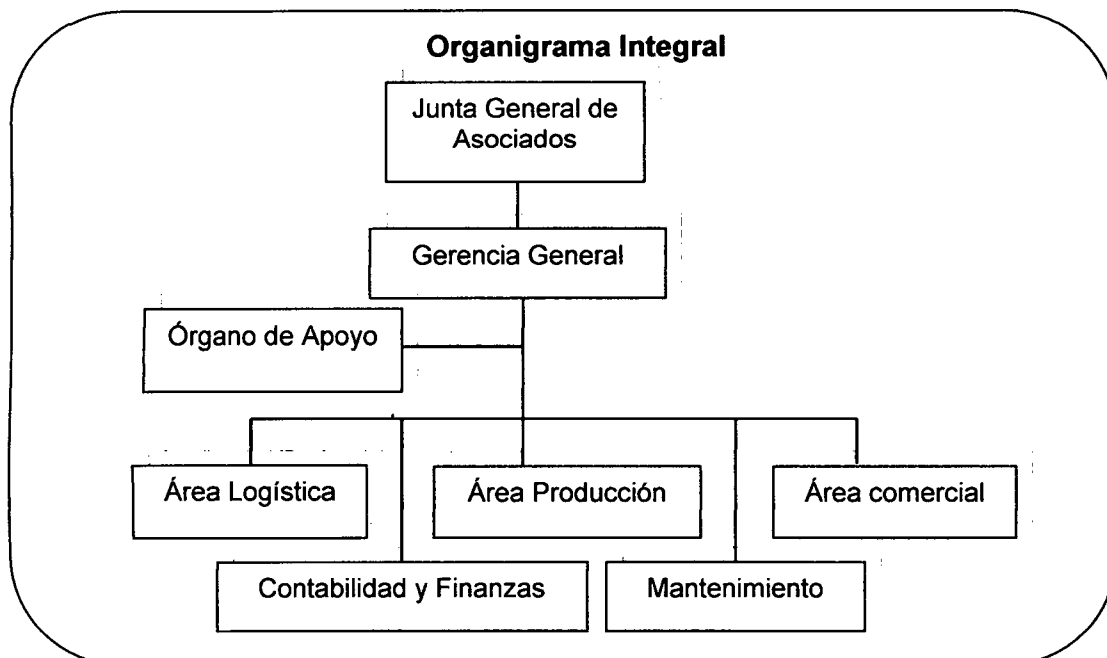 Organigrama Integral
Junta General de
Asociados
Gerencia General
Órgano de Apoyo
Área Logística
Área Producción
Área comercial
Contabilidad y Finanzas
Mantenimiento